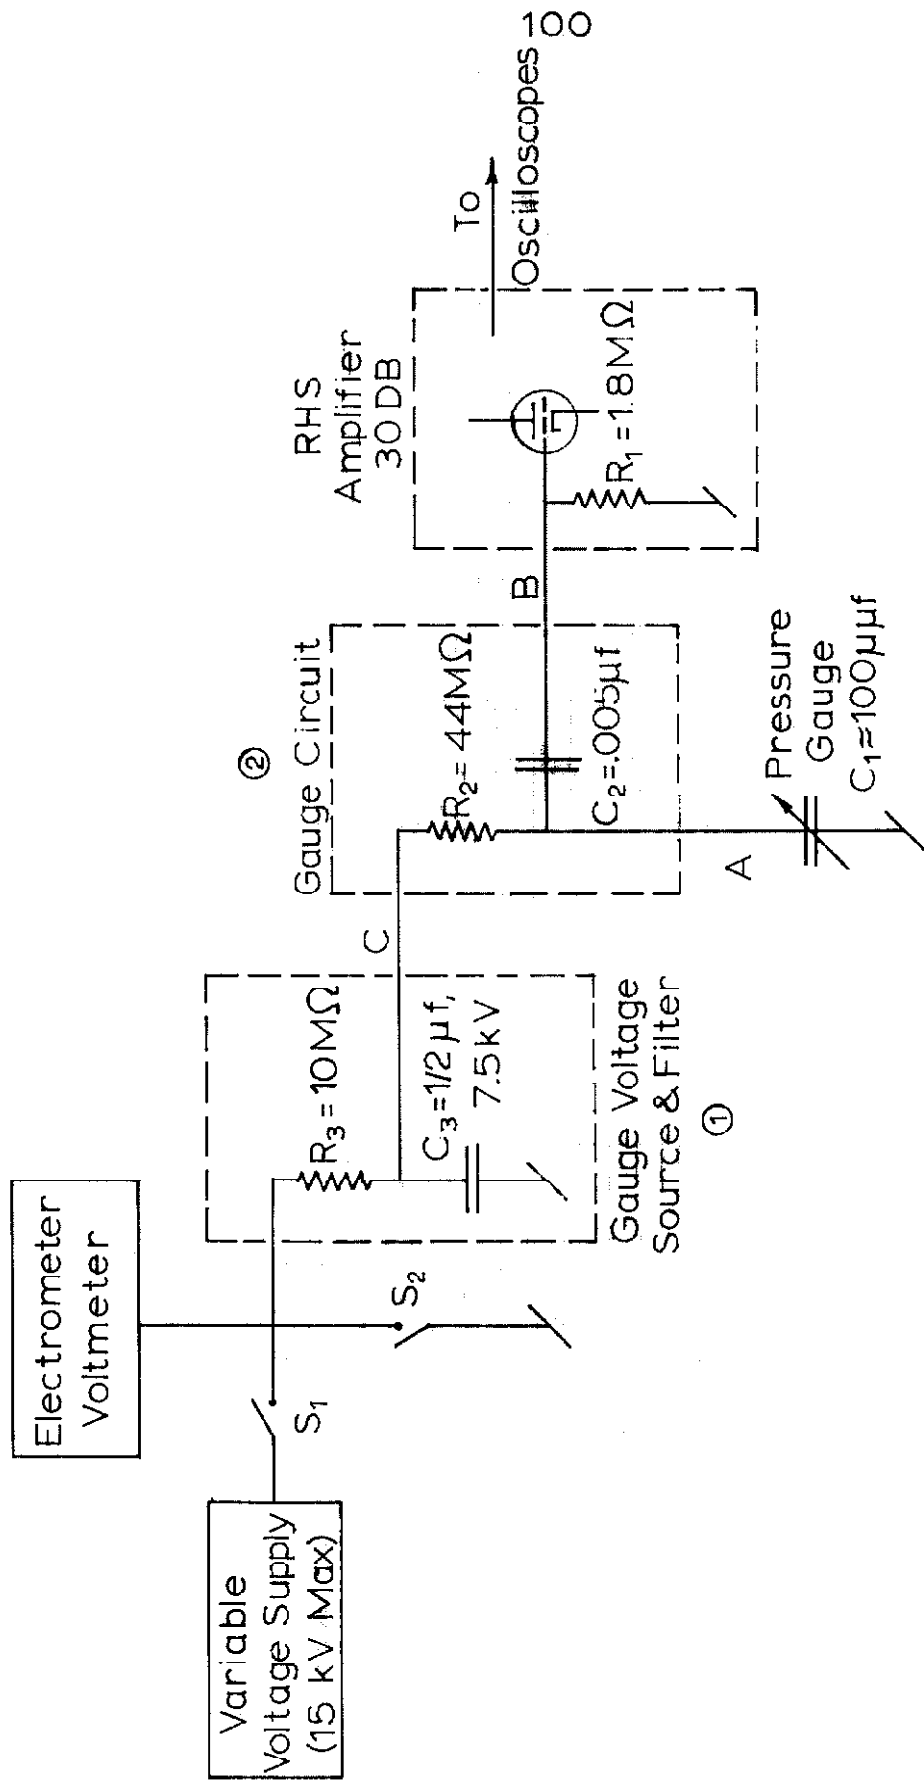 100
Electrometer
Voltmeter
Variable
Voltage Supply
(15 kV Max)
S1
S2
R3=10MΩ
C3=1/2 µf,
7.5kV
Gauge Voltage
Source & Filter
①
C
②
Gauge Circuit
R2=44MΩ
C2=.005µf
A
Pressure
Gauge
C1≈100µµf
B
RHS
Amplifier
30DB
R1=1.8MΩ
To
Oscilloscopes